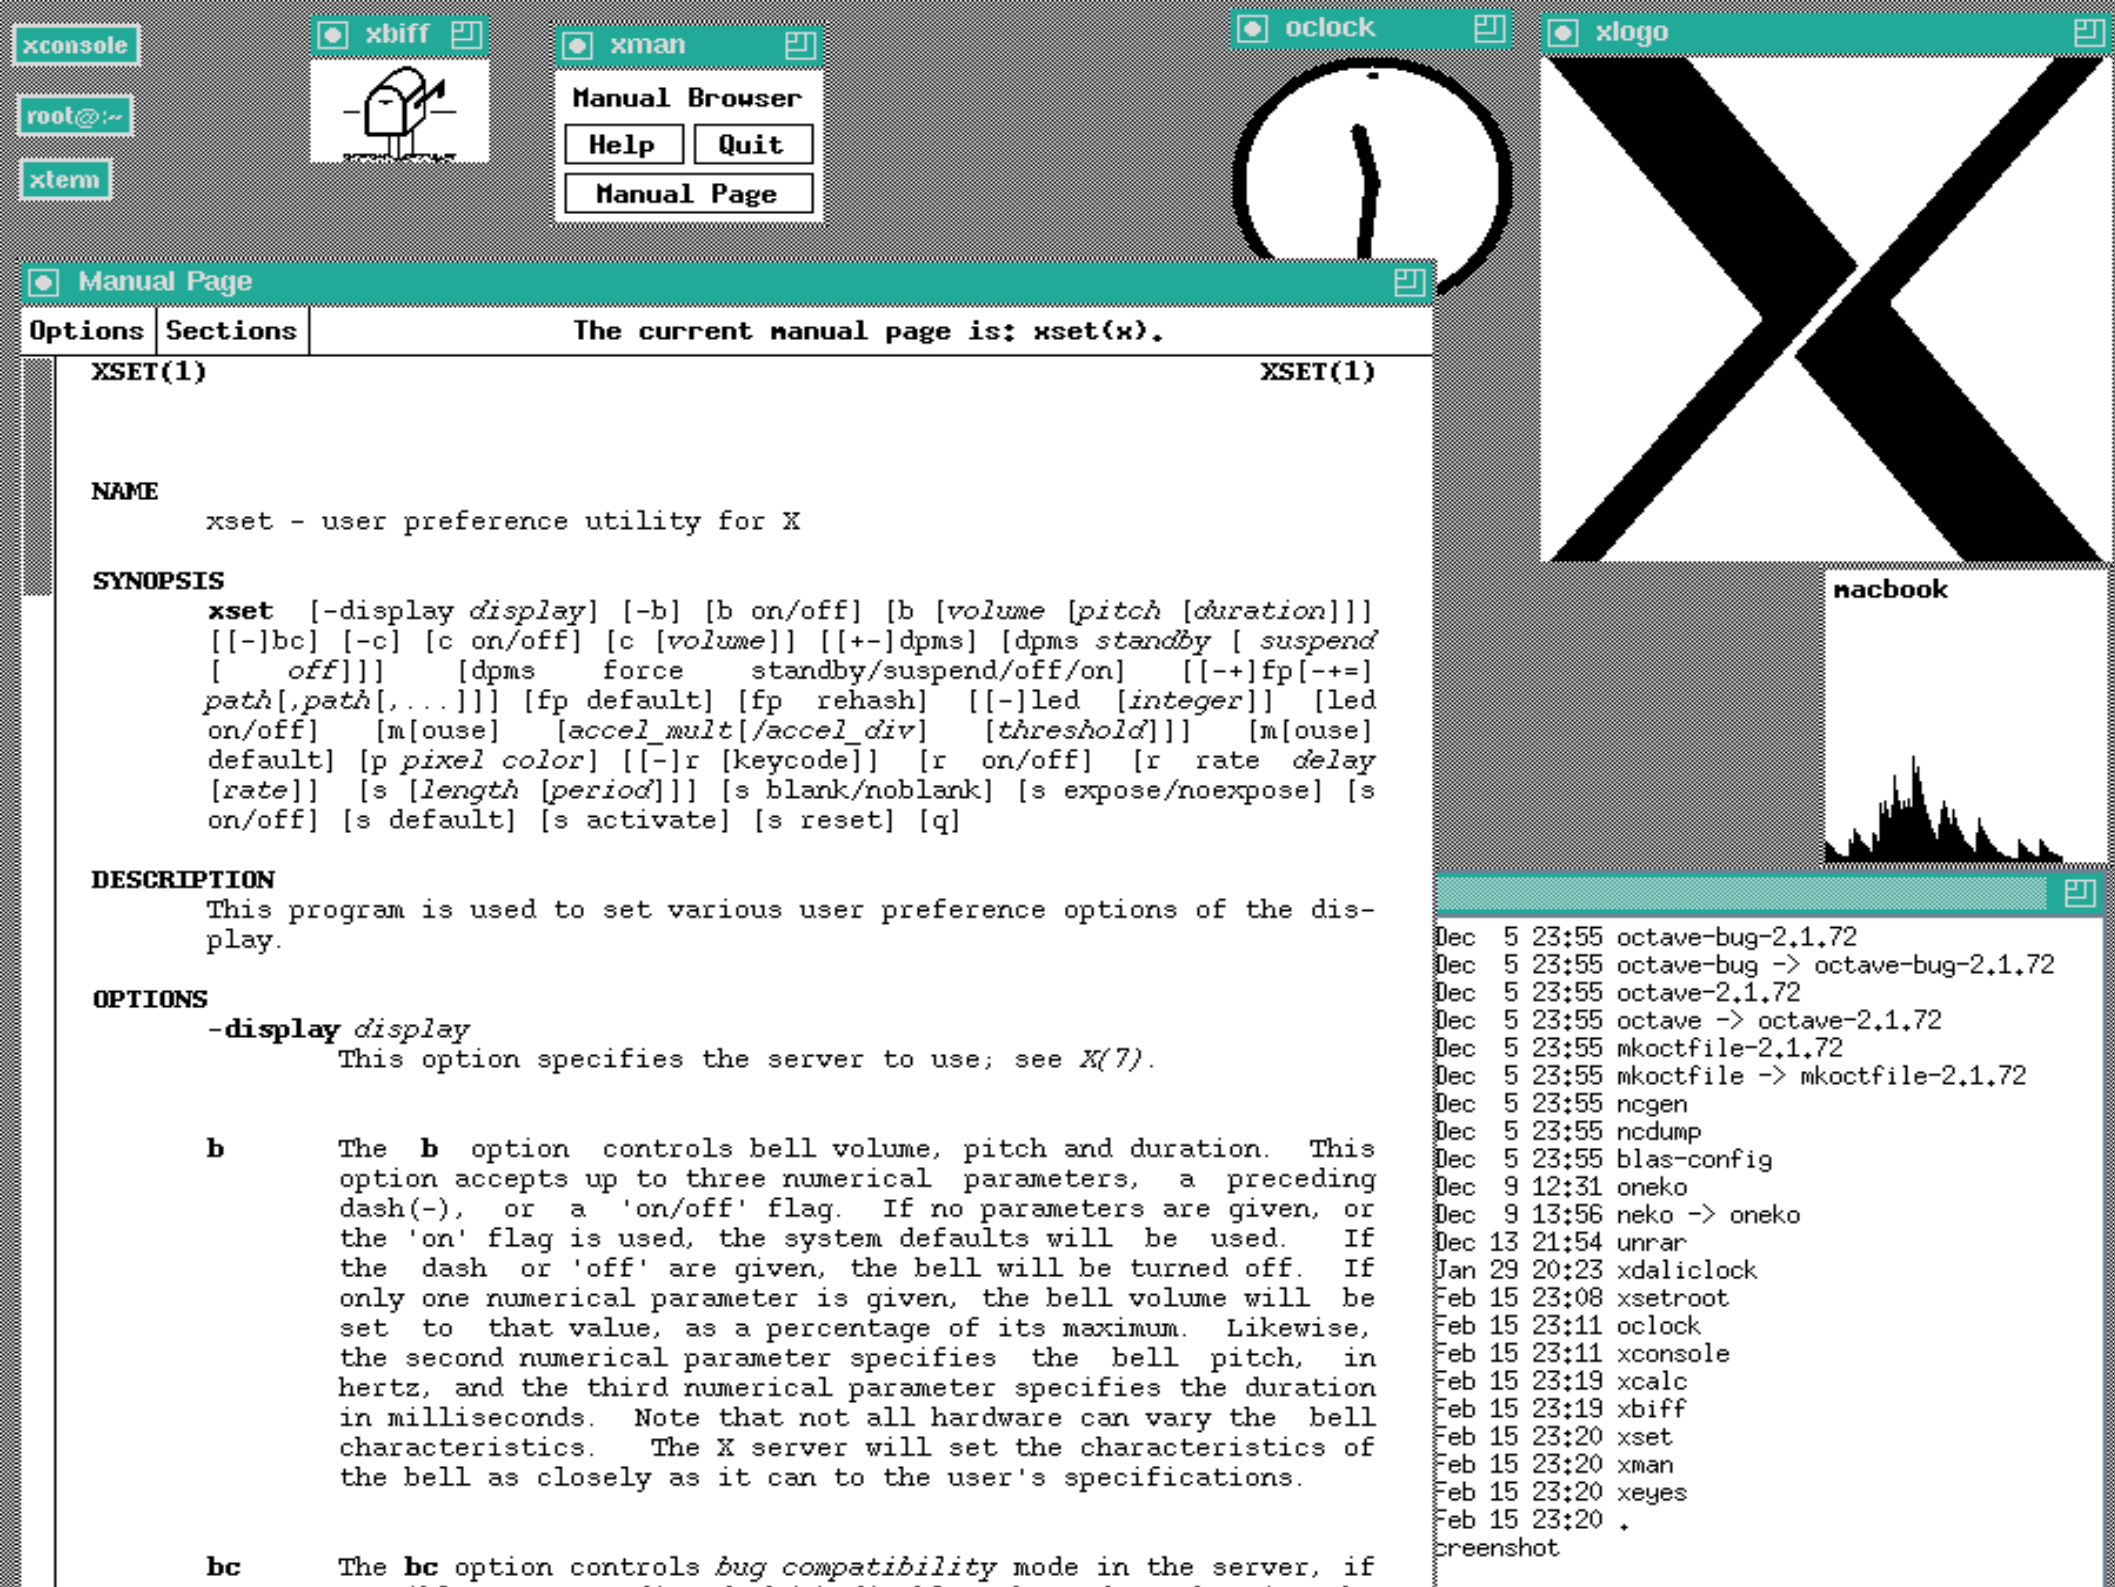 xconsole
root@:~
xterm
xbiff
xman
Manual Browser
Help Quit
Manual Page
oclock
xlogo
Manual Page
Options Sections The current manual page is: xset(x).
XSET(1) XSET(1)
NAME
xset - user preference utility for X
SYNOPSIS
xset [-display display] [-b] [b on/off] [b [volume [pitch [duration]]]
[[-]bc] [-c] [c on/off] [c [volume]] [[+-]dpms] [dpms standby [ suspend
[ off]]] [dpms force standby/suspend/off/on] [[-+]fp[-+=]
path[,path[,...]]] [fp default] [fp rehash] [[-]led [integer]] [led
on/off] [m[ouse] [accel_mult[/accel_div] [threshold]]] [m[ouse]
default] [p pixel color] [[-]r [keycode]] [r on/off] [r rate delay
[rate]] [s [length [period]]] [s blank/noblank] [s expose/noexpose] [s
on/off] [s default] [s activate] [s reset] [q]
DESCRIPTION
This program is used to set various user preference options of the dis-
play.
OPTIONS
-display display
This option specifies the server to use; see X(7).
b The b option controls bell volume, pitch and duration. This
option accepts up to three numerical parameters, a preceding
dash(-), or a 'on/off' flag. If no parameters are given, or
the 'on' flag is used, the system defaults will be used. If
the dash or 'off' are given, the bell will be turned off. If
only one numerical parameter is given, the bell volume will be
set to that value, as a percentage of its maximum. Likewise,
the second numerical parameter specifies the bell pitch, in
hertz, and the third numerical parameter specifies the duration
in milliseconds. Note that not all hardware can vary the bell
characteristics. The X server will set the characteristics of
the bell as closely as it can to the user's specifications.
bc The bc option controls bug compatibility mode in the server, if
macbook
Dec 5 23:55 octave-bug-2.1.72
Dec 5 23:55 octave-bug -> octave-bug-2.1.72
Dec 5 23:55 octave-2.1.72
Dec 5 23:55 octave -> octave-2.1.72
Dec 5 23:55 mkoctfile-2.1.72
Dec 5 23:55 mkoctfile -> mkoctfile-2.1.72
Dec 5 23:55 ncgen
Dec 5 23:55 ncdump
Dec 5 23:55 blas-config
Dec 9 12:31 oneko
Dec 9 13:56 neko -> oneko
Dec 13 21:54 unrar
Jan 29 20:23 xdaliclock
Feb 15 23:08 xsetroot
Feb 15 23:11 oclock
Feb 15 23:11 xconsole
Feb 15 23:19 xcalc
Feb 15 23:19 xbiff
Feb 15 23:20 xset
Feb 15 23:20 xman
Feb 15 23:20 xeyes
Feb 15 23:20 .
creenshot